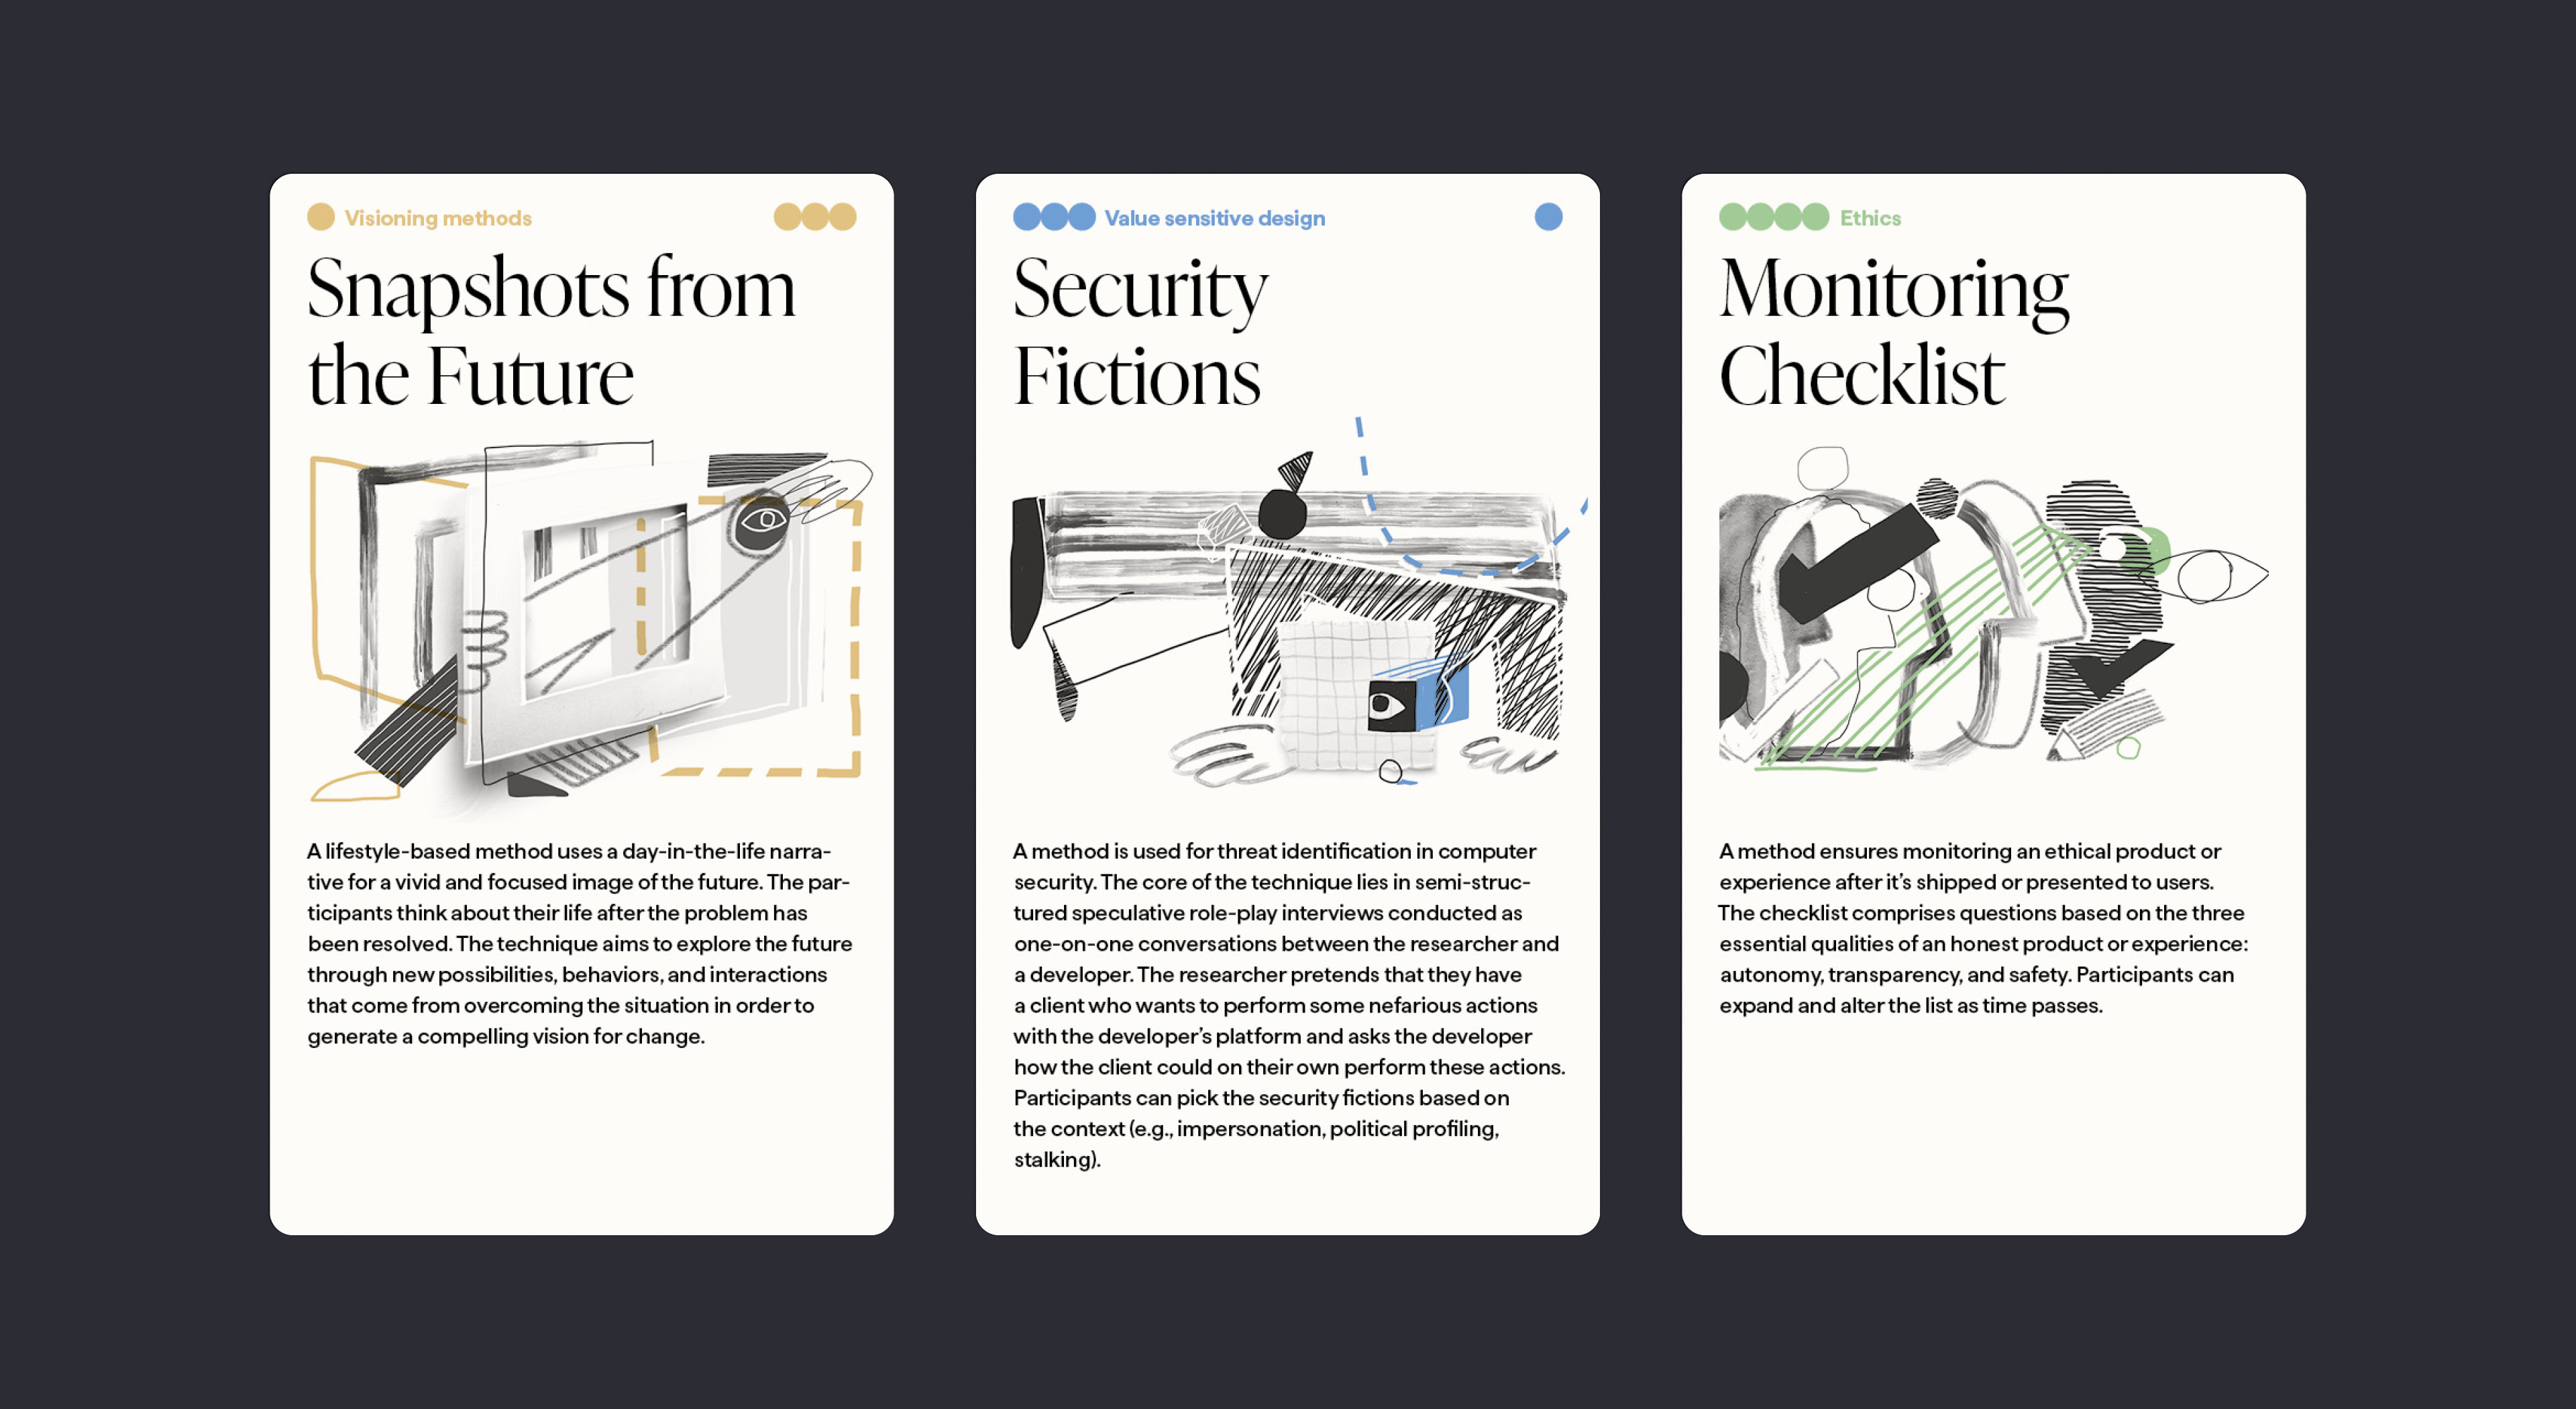 Visioning methods
Snapshots from
the Future
A lifestyle-based method uses a day-in-the-life narra-
tive for a vivid and focused image of the future. The par-
ticipants think about their life after the problem has
been resolved. The technique aims to explore the future
through new possibilities, behaviors, and interactions
that come from overcoming the situation in order to
generate a compelling vision for change.
Value sensitive design
Security
Fictions
A method is used for threat identification in computer
security. The core of the technique lies in semi-struc-
tured speculative role-play interviews conducted as
one-on-one conversations between the researcher and
a developer. The researcher pretends that they have
a client who wants to perform some nefarious actions
with the developer’s platform and asks the developer
how the client could on their own perform these actions.
Participants can pick the security fictions based on
the context (e.g., impersonation, political profiling,
stalking).
Ethics
Monitoring
Checklist
A method ensures monitoring an ethical product or
experience after it’s shipped or presented to users.
The checklist comprises questions based on the three
essential qualities of an honest product or experience:
autonomy, transparency, and safety. Participants can
expand and alter the list as time passes.